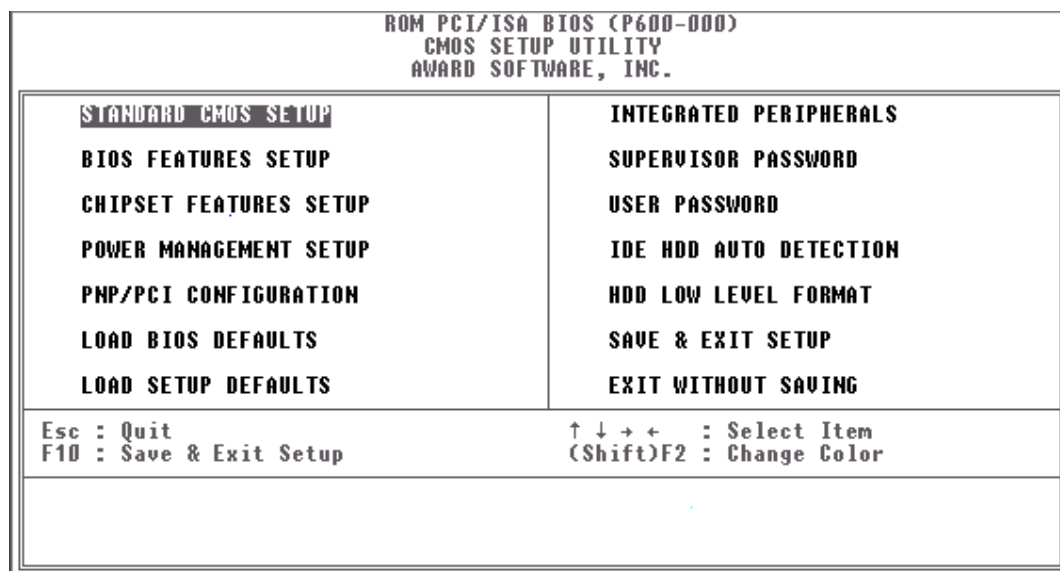 ROM PCI/ISA BIOS (P600-000)
CMOS SETUP UTILITY
AWARD SOFTWARE, INC.
STANDARD CMOS SETUP
BIOS FEATURES SETUP
CHIPSET FEATURES SETUP
POWER MANAGEMENT SETUP
PNP/PCI CONFIGURATION
LOAD BIOS DEFAULTS
LOAD SETUP DEFAULTS
INTEGRATED PERIPHERALS
SUPERVISOR PASSWORD
USER PASSWORD
IDE HDD AUTO DETECTION
HDD LOW LEVEL FORMAT
SAVE & EXIT SETUP
EXIT WITHOUT SAVING
Esc : Quit
F10 : Save & Exit Setup
↑ ↓ → ← : Select Item
(Shift)F2 : Change Color